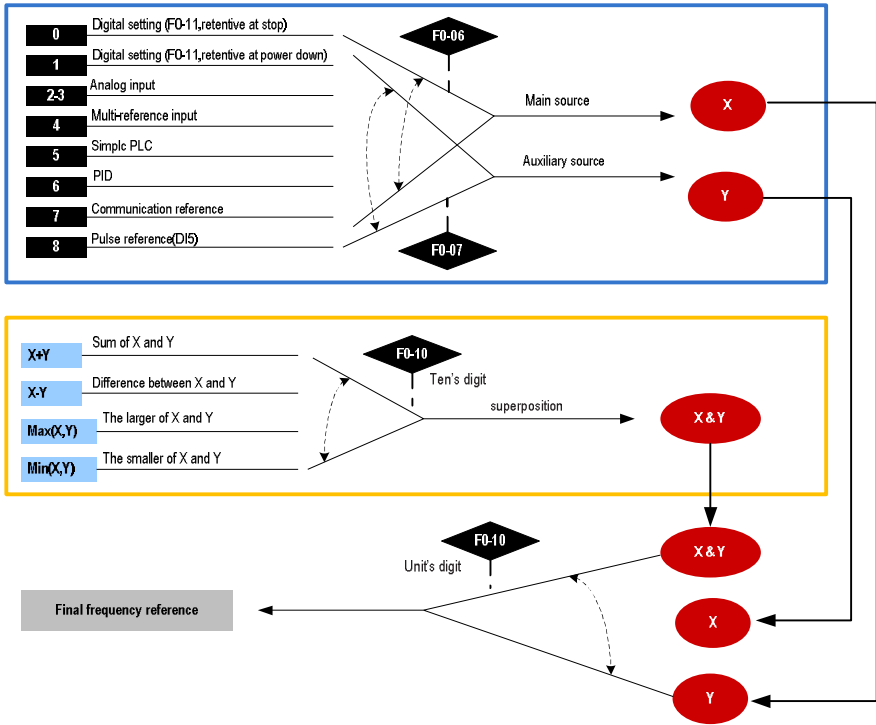 0 Digital setting (F0-11,retentive at stop)
1 Digital setting (F0-11,retentive at power down)
2-3 Analog input
4 Multi-reference input
5 Simplc PLC
6 PID
7 Communication reference
8 Pulse reference(DI5)
F0-06
F0-07
Main source
Auxiliary source
X
Y
X+Y Sum of X and Y
X-Y Difference between X and Y
Max(X,Y) The larger of X and Y
Min(X,Y) The smaller of X and Y
F0-10
Ten's digit
superposition
X & Y
F0-10
Unit's digit
X & Y
X
Y
Final frequency reference